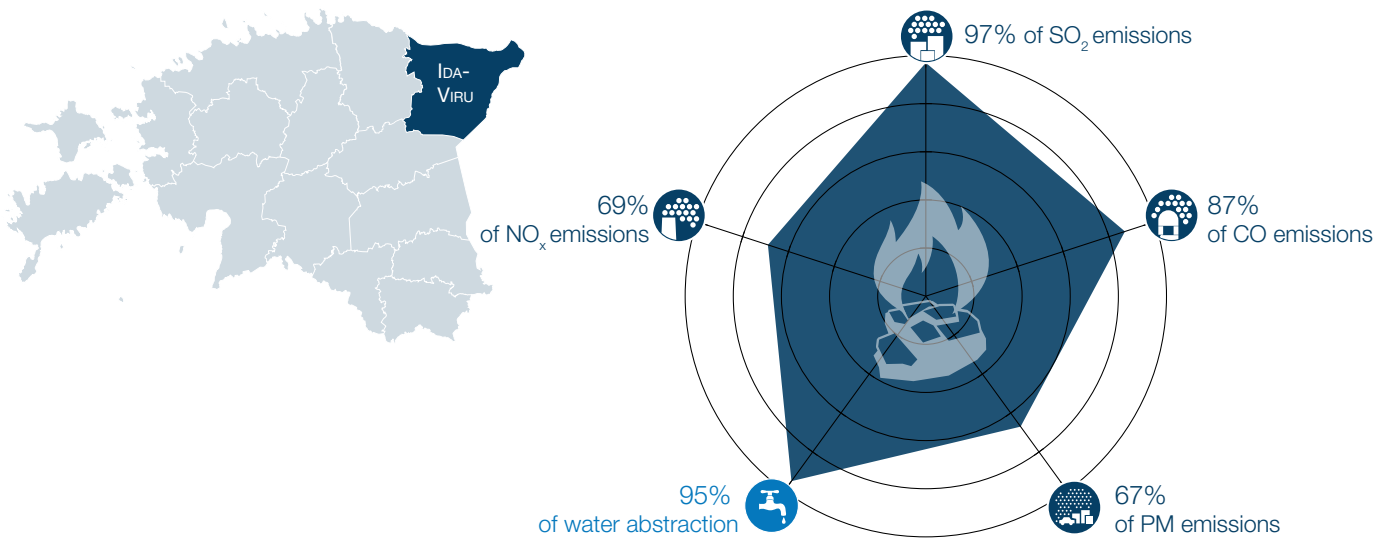 IDA-
VIRU
97% of SO₂ emissions
69%
of NOₓ emissions
87%
of CO emissions
95%
of water abstraction
67%
of PM emissions